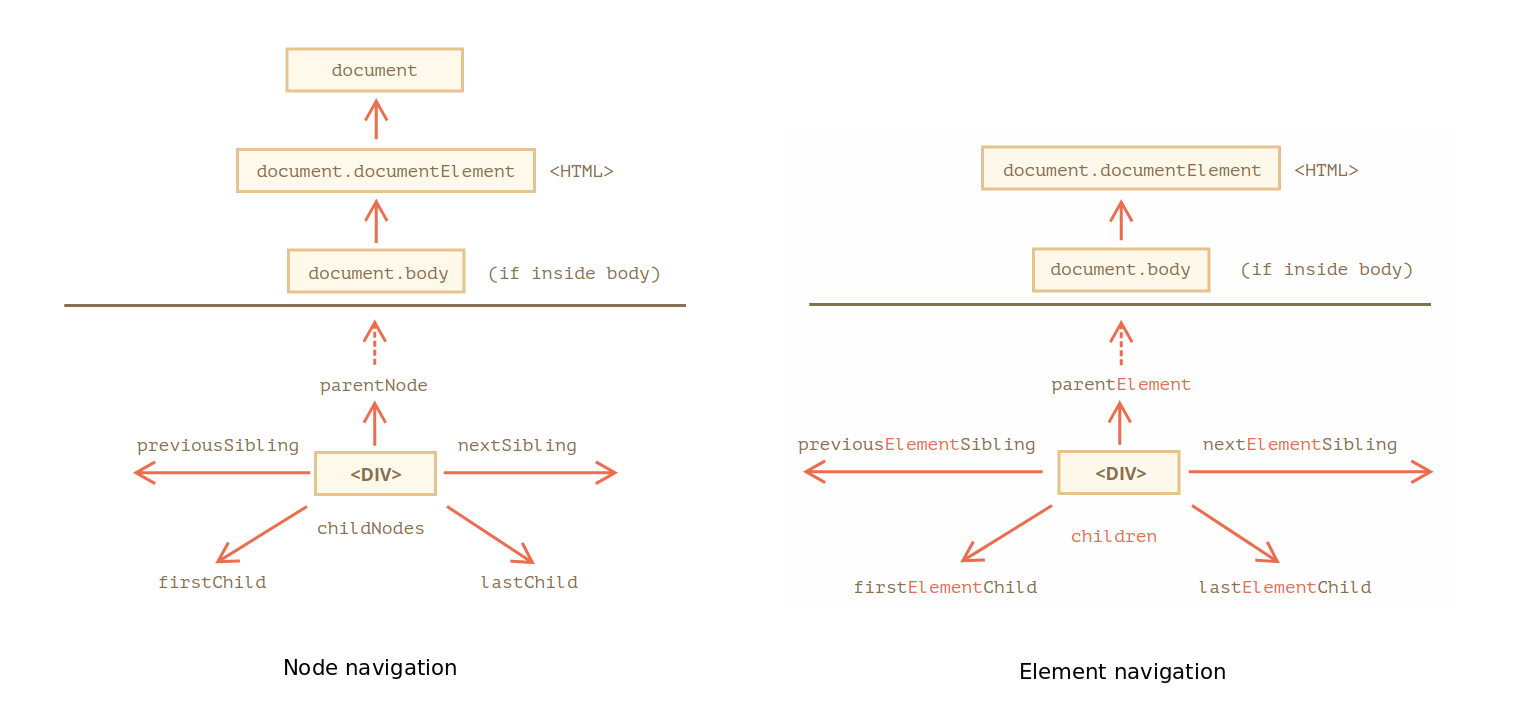 document
document.documentElement <HTML>
document.body (if inside body)
parentNode
previousSibling nextSibling
<DIV>
childNodes
firstChild lastChild
Node navigation
document.documentElement <HTML>
document.body (if inside body)
parentElement
previousElementSibling nextElementSibling
<DIV>
children
firstElementChild lastElementChild
Element navigation